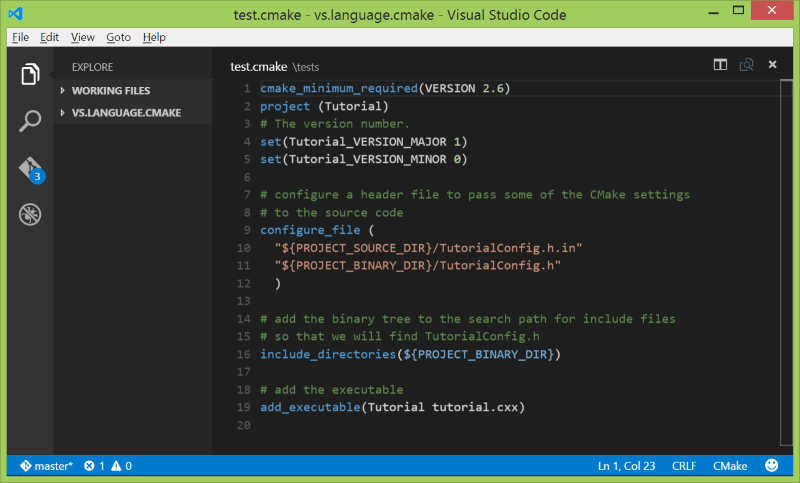 test.cmake - vs.language.cmake - Visual Studio Code
File Edit View Goto Help
EXPLORE
WORKING FILES
VS.LANGUAGE.CMAKE
3
test.cmake \tests
1 cmake_minimum_required(VERSION 2.6)
2 project (Tutorial)
3 # The version number.
4 set(Tutorial_VERSION_MAJOR 1)
5 set(Tutorial_VERSION_MINOR 0)
6
7 # configure a header file to pass some of the CMake settings
8 # to the source code
9 configure_file (
10   "${PROJECT_SOURCE_DIR}/TutorialConfig.h.in"
11   "${PROJECT_BINARY_DIR}/TutorialConfig.h"
12   )
13
14 # add the binary tree to the search path for include files
15 # so that we will find TutorialConfig.h
16 include_directories(${PROJECT_BINARY_DIR})
17
18 # add the executable
19 add_executable(Tutorial tutorial.cxx)
20
master* 1 0 Ln 1, Col 23 CRLF CMake